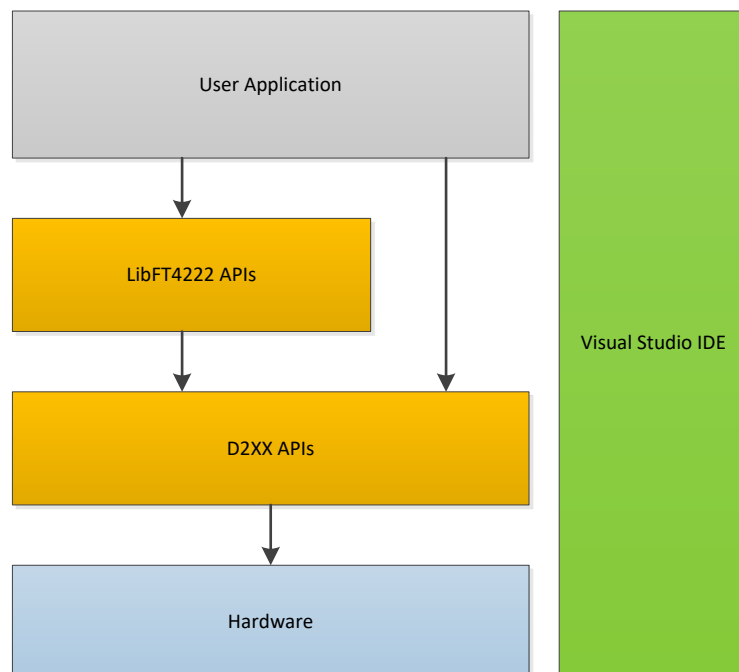 User Application
LibFT4222 APIs
Visual Studio IDE
D2XX APIs
Hardware